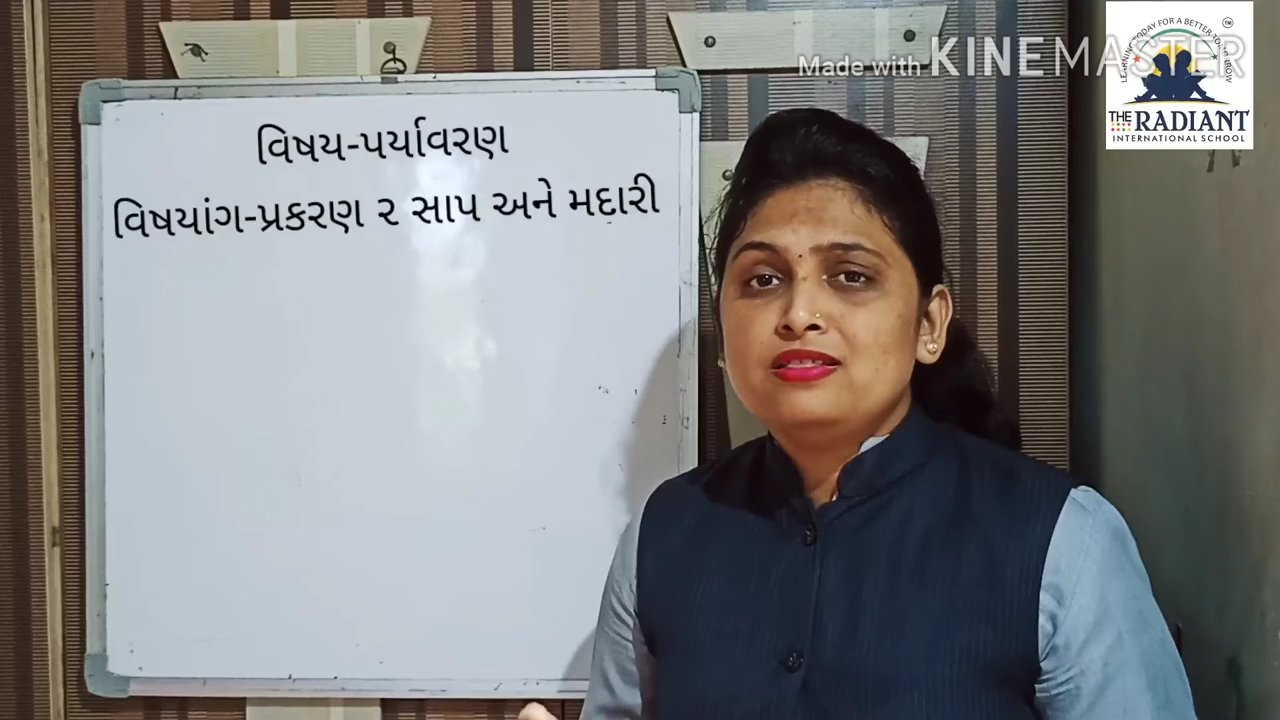 વિષય-પર્યાવરણ
વિષયાંગ-પ્રકરણ ૨ સાપ અને મદારી
Made with KINEMASTER
THE RADIANT
INTERNATIONAL SCHOOL